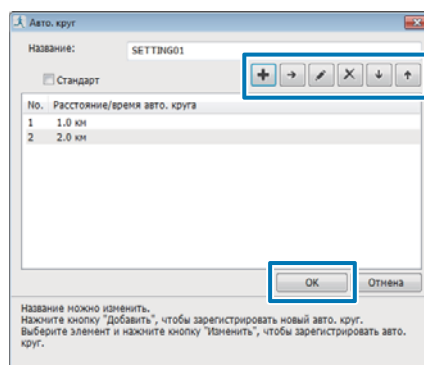 Авто. круг
Название: SETTING01
Стандарт
No. Расстояние/время авто. круга
1 1.0 км
2 2.0 км
OK Отмена
Название можно изменить.
Нажмите кнопку "Добавить", чтобы зарегистрировать новый авто. круг.
Выберите элемент и нажмите кнопку "Изменить", чтобы зарегистрировать авто.
круг.